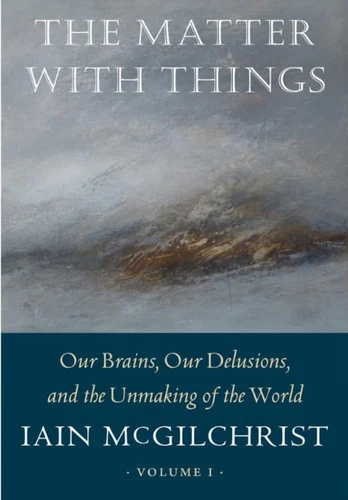 THE MATTER
WITH THINGS
Our Brains, Our Delusions,
and the Unmaking of the World
IAIN McGILCHRIST
· VOLUME I ·